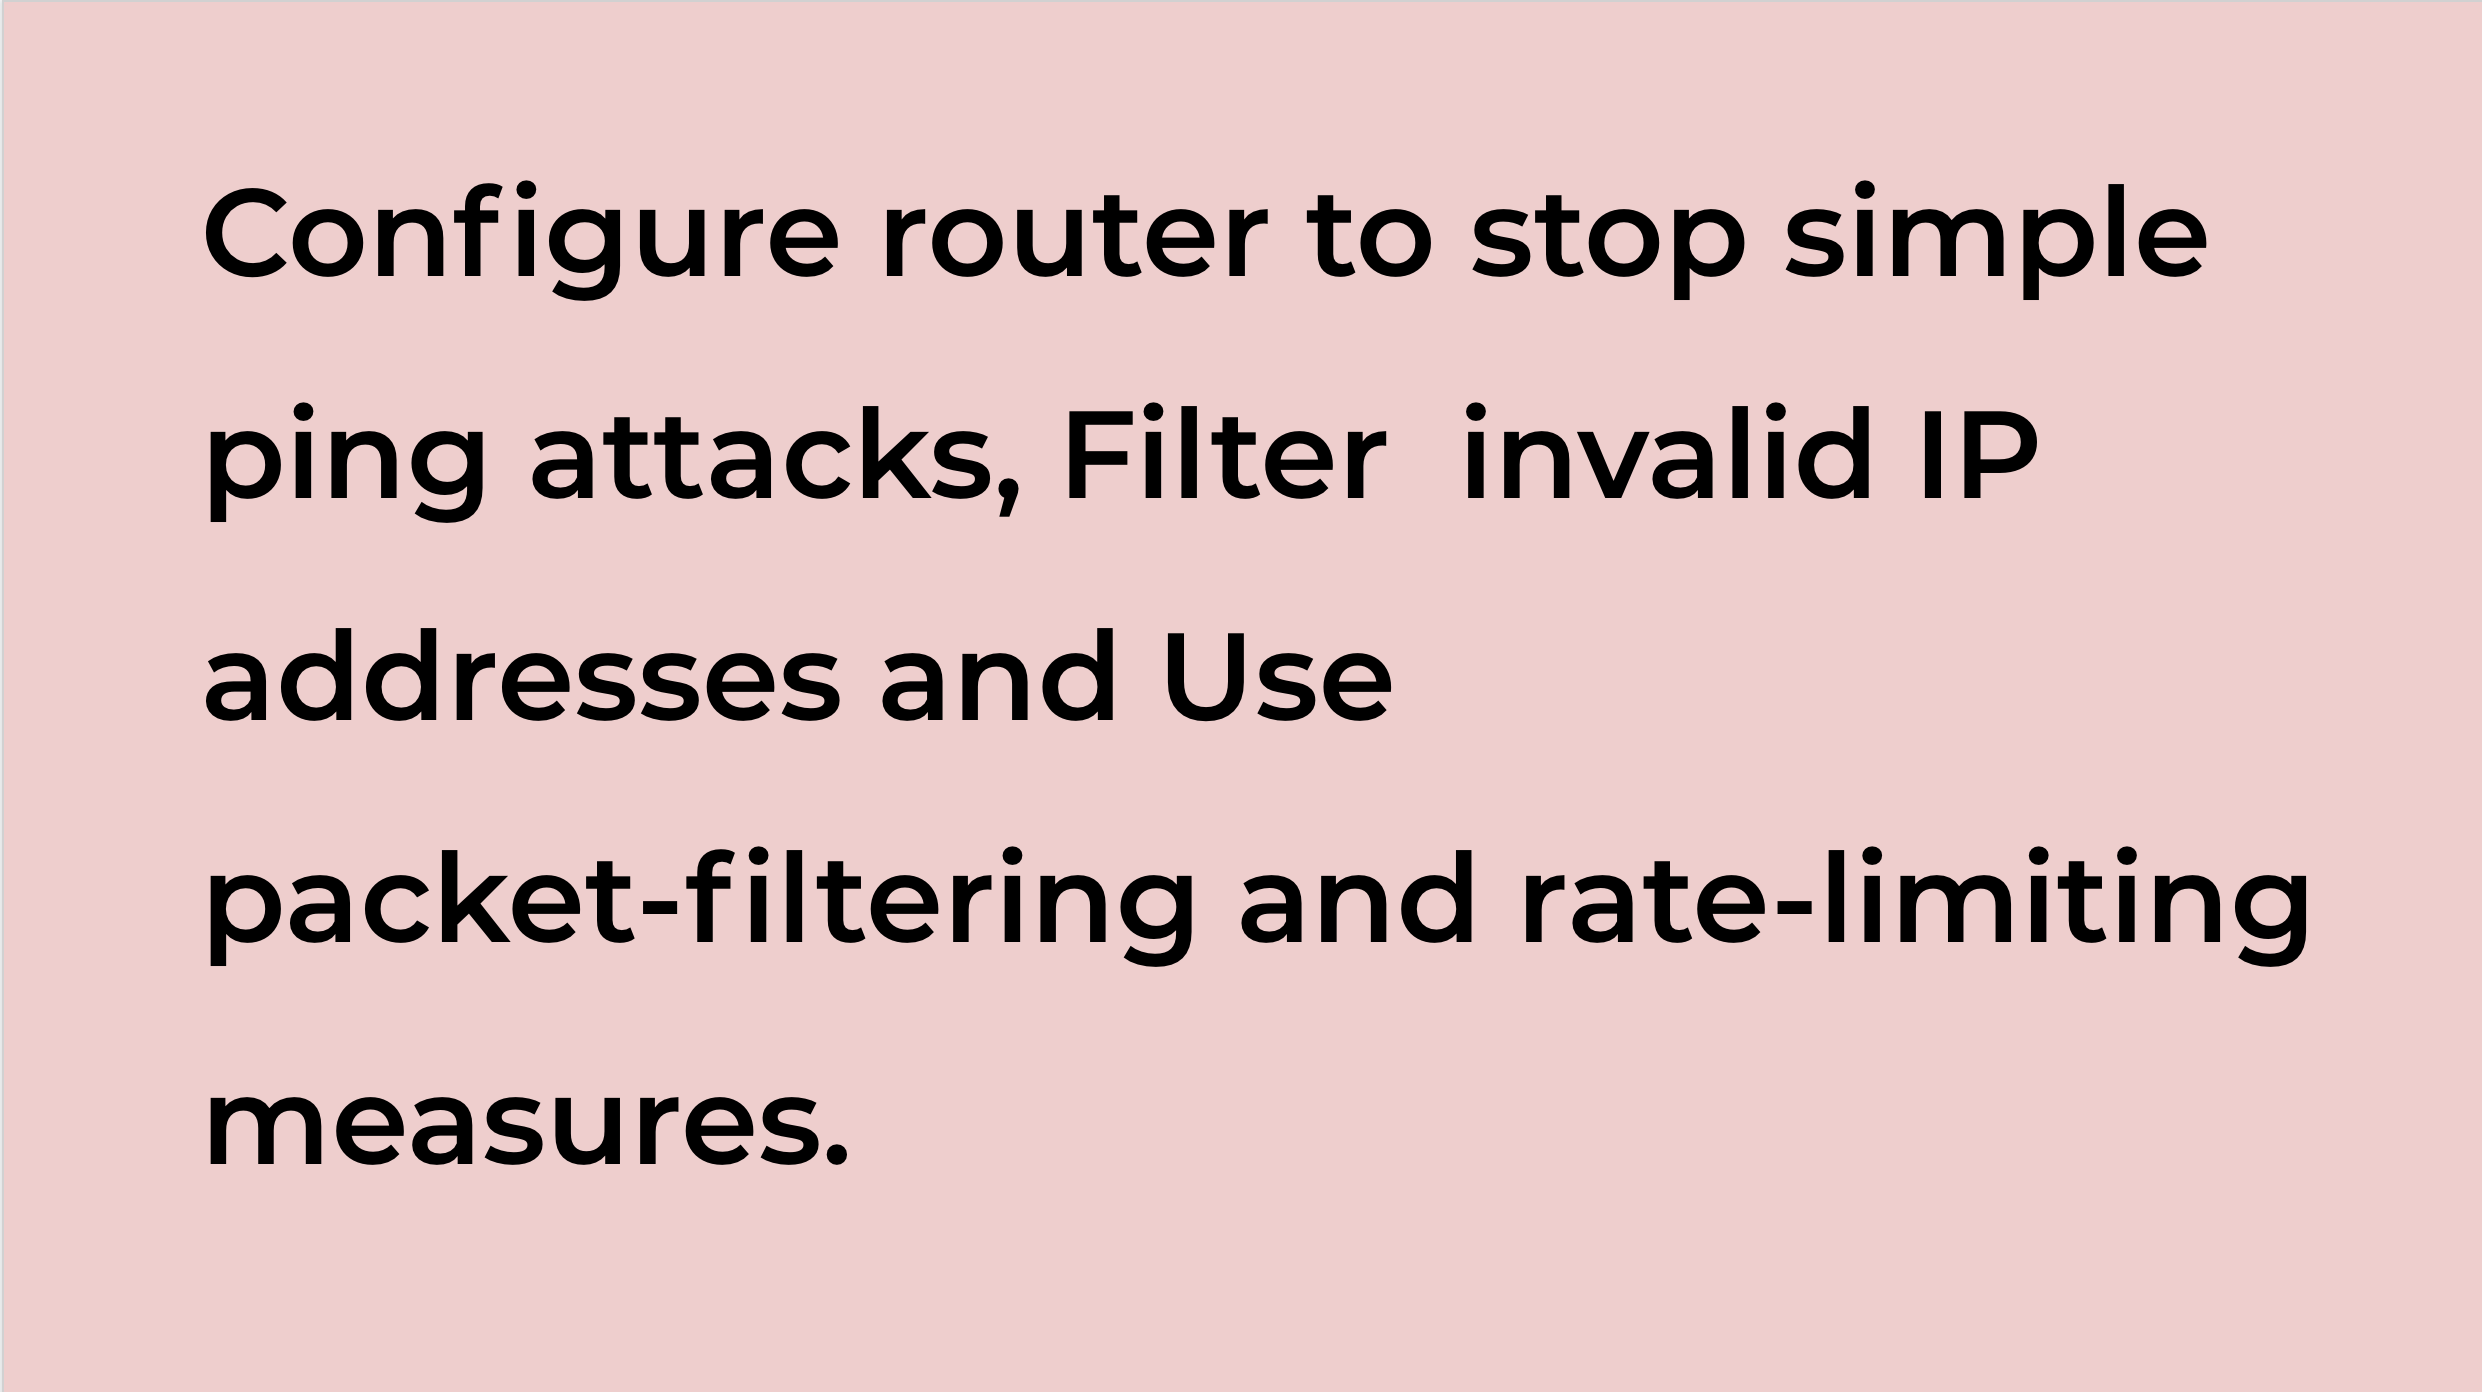 Configure router to stop simple
ping attacks, Filter  invalid IP
addresses and Use
packet-filtering and rate-limiting
measures.